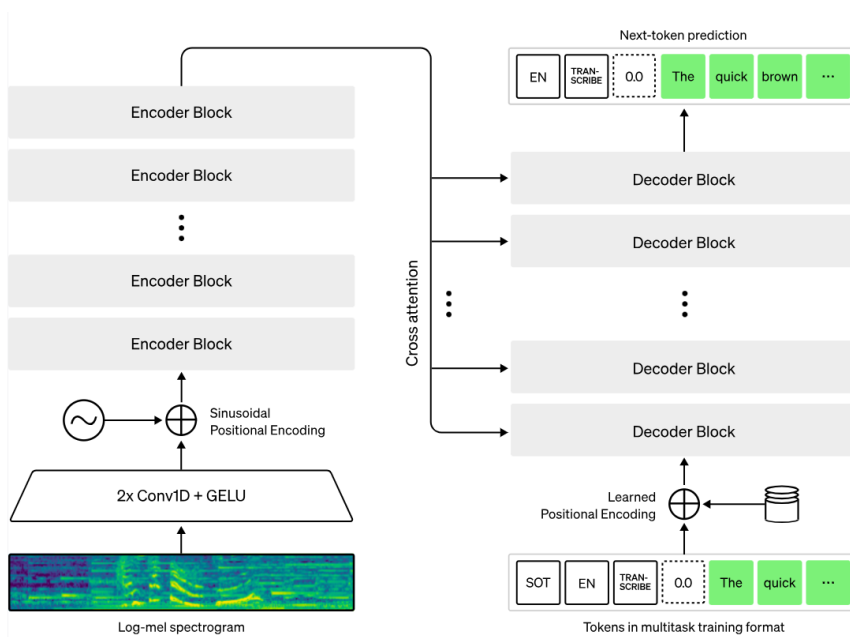 Next-token prediction
EN
TRAN-
SCRIBE
0.0
The
quick
brown
...
Encoder Block
Encoder Block
Encoder Block
Encoder Block
Sinusoidal
Positional Encoding
2x Conv1D + GELU
Log-mel spectrogram
Cross attention
Decoder Block
Decoder Block
Decoder Block
Decoder Block
Learned
Positional Encoding
SOT
EN
TRAN-
SCRIBE
0.0
The
quick
...
Tokens in multitask training format